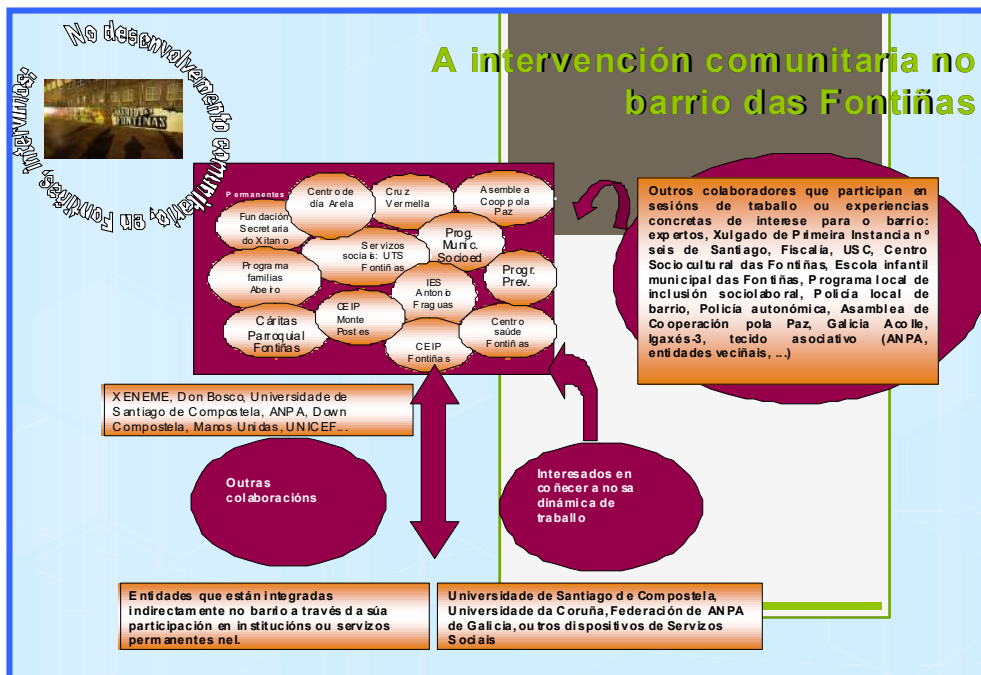 No desenvolvemento comunitario, en Fontiñas, intervimos:
A intervención comunitaria no
barrio das Fontiñas
FONTIÑAS
Permanentes
Centro de
día Arela
Cruz
Vermella
Asemblea
Coop pola
Paz
Fundación
Secretaria
do Xitano
Servizos
sociais: UTS
Fontiñas
Prog.
Munic.
Socioed
Programa
familias
Abeiro
IES
Antonio
Fraguas
Progr.
Prev.
Cáritas
Parroquial
Fontiñas
CEIP
Monte
Postes
CEIP
Fontiñas
Centro
saúde
Fontiñas
Outros colaboradores que participan en
sesións de traballo ou experiencias
concretas de interese para o barrio:
expertos, Xulgado de Primeira Instancia nº
seis de Santiago, Fiscalía, USC, Centro
Sociocultural das Fontiñas, Escola infantil
municipal das Fontiñas, Programa local de
inclusión sociolaboral, Policía local de
barrio, Policía autonómica, Asamblea de
Cooperación pola Paz, Galicia Acolle,
Igaxés-3, tecido asociativo (ANPA,
entidades veciñais, ...)
XENEME, Don Bosco, Universidade de
Santiago de Compostela, ANPA, Down
Compostela, Manos Unidas, UNICEF...
Outras
colaboracións
Interesados en
coñecer a nosa
dinámica de
traballo
Entidades que están integradas
indirectamente no barrio a través da súa
participación en institucións ou servizos
permanentes nel.
Universidade de Santiago de Compostela,
Universidade da Coruña, Federación de ANPA
de Galicia, outros dispositivos de Servizos
Sociais